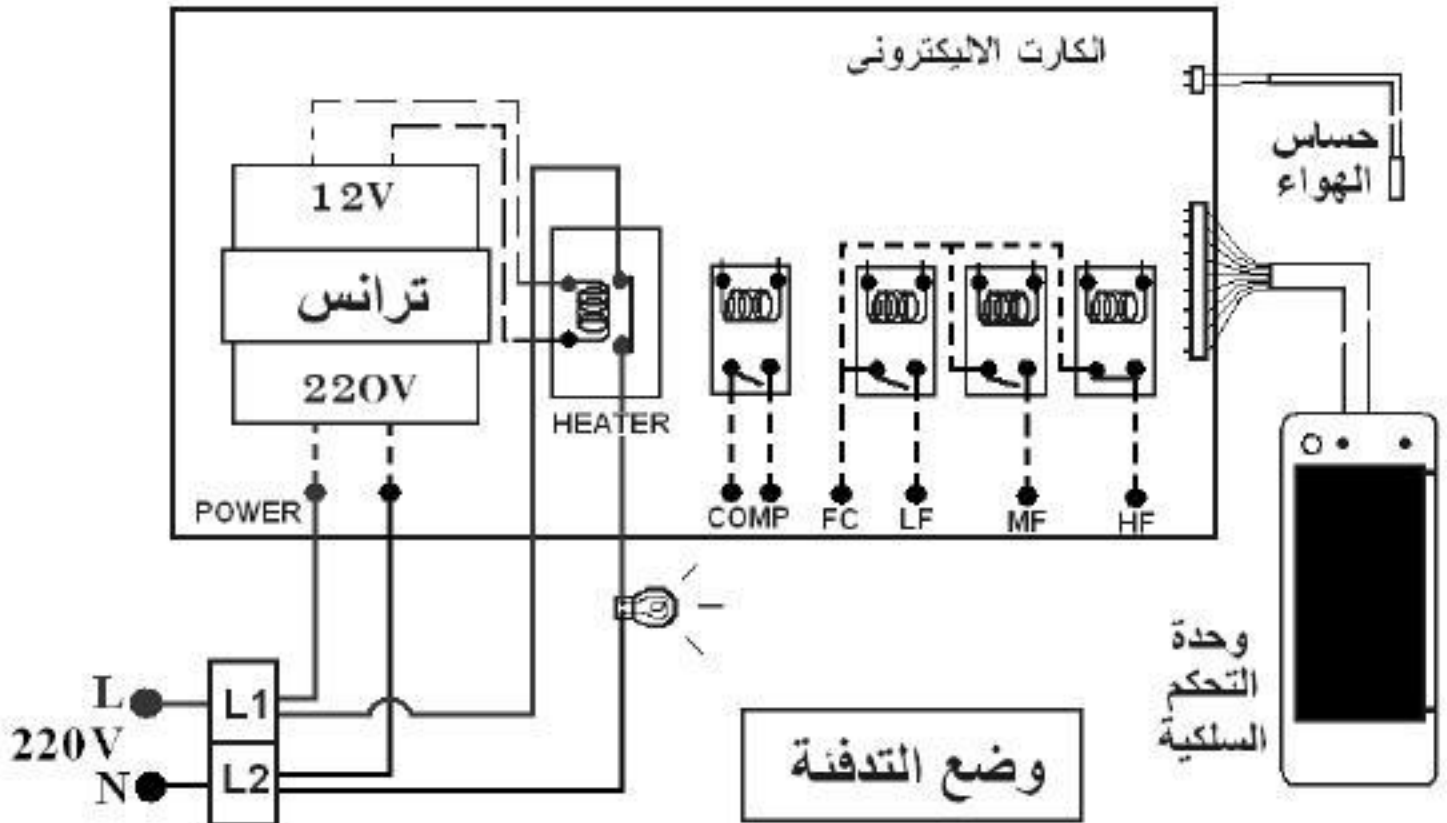 الكارت الاليكترونى
حساس
الهواء
12V
ترانس
220V
HEATER
POWER
COMP
FC
LF
MF
HF
L
220V
N
L1
L2
وحدة
التحكم
السلكية
وضع التدفئة